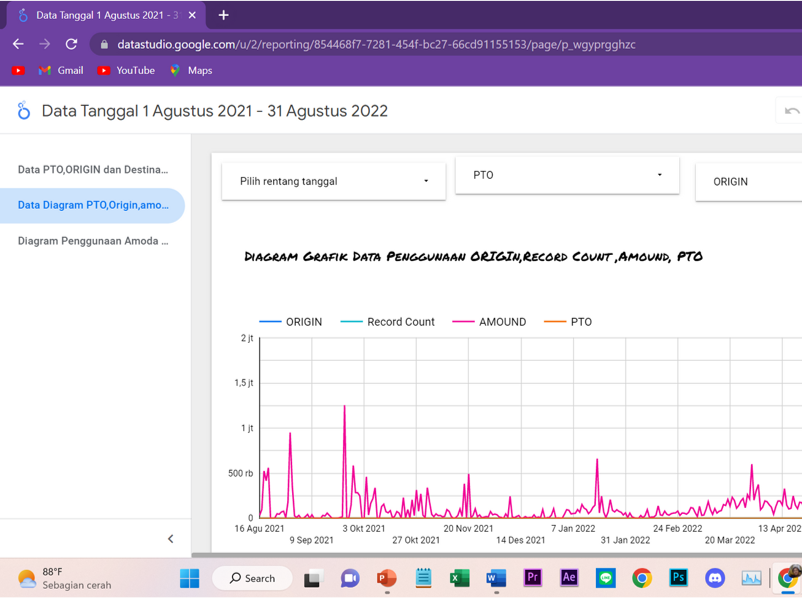 Data Tanggal 1 Agustus 2021 - 3
datastudio.google.com/u/2/reporting/854468f7-7281-454f-bc27-66cd91155153/page/p_wgyprgghzc
Gmail YouTube Maps
Data Tanggal 1 Agustus 2021 - 31 Agustus 2022
Data PTO,ORIGIN dan Destina...
Data Diagram PTO,Origin,amo...
Diagram Penggunaan Amoda ...
Pilih rentang tanggal PTO ORIGIN
Diagram Grafik Data Penggunaan ORIGIn,Record Count ,Amound, PTO
ORIGIN Record Count AMOUND PTO
2 jt
1,5 jt
1 jt
500 rb
0
16 Agu 2021 3 Okt 2021 20 Nov 2021 7 Jan 2022 24 Feb 2022 13 Apr 202
9 Sep 2021 27 Okt 2021 14 Des 2021 31 Jan 2022 20 Mar 2022
88°F
Sebagian cerah
Search
P X W Pr Ae LINE Ps